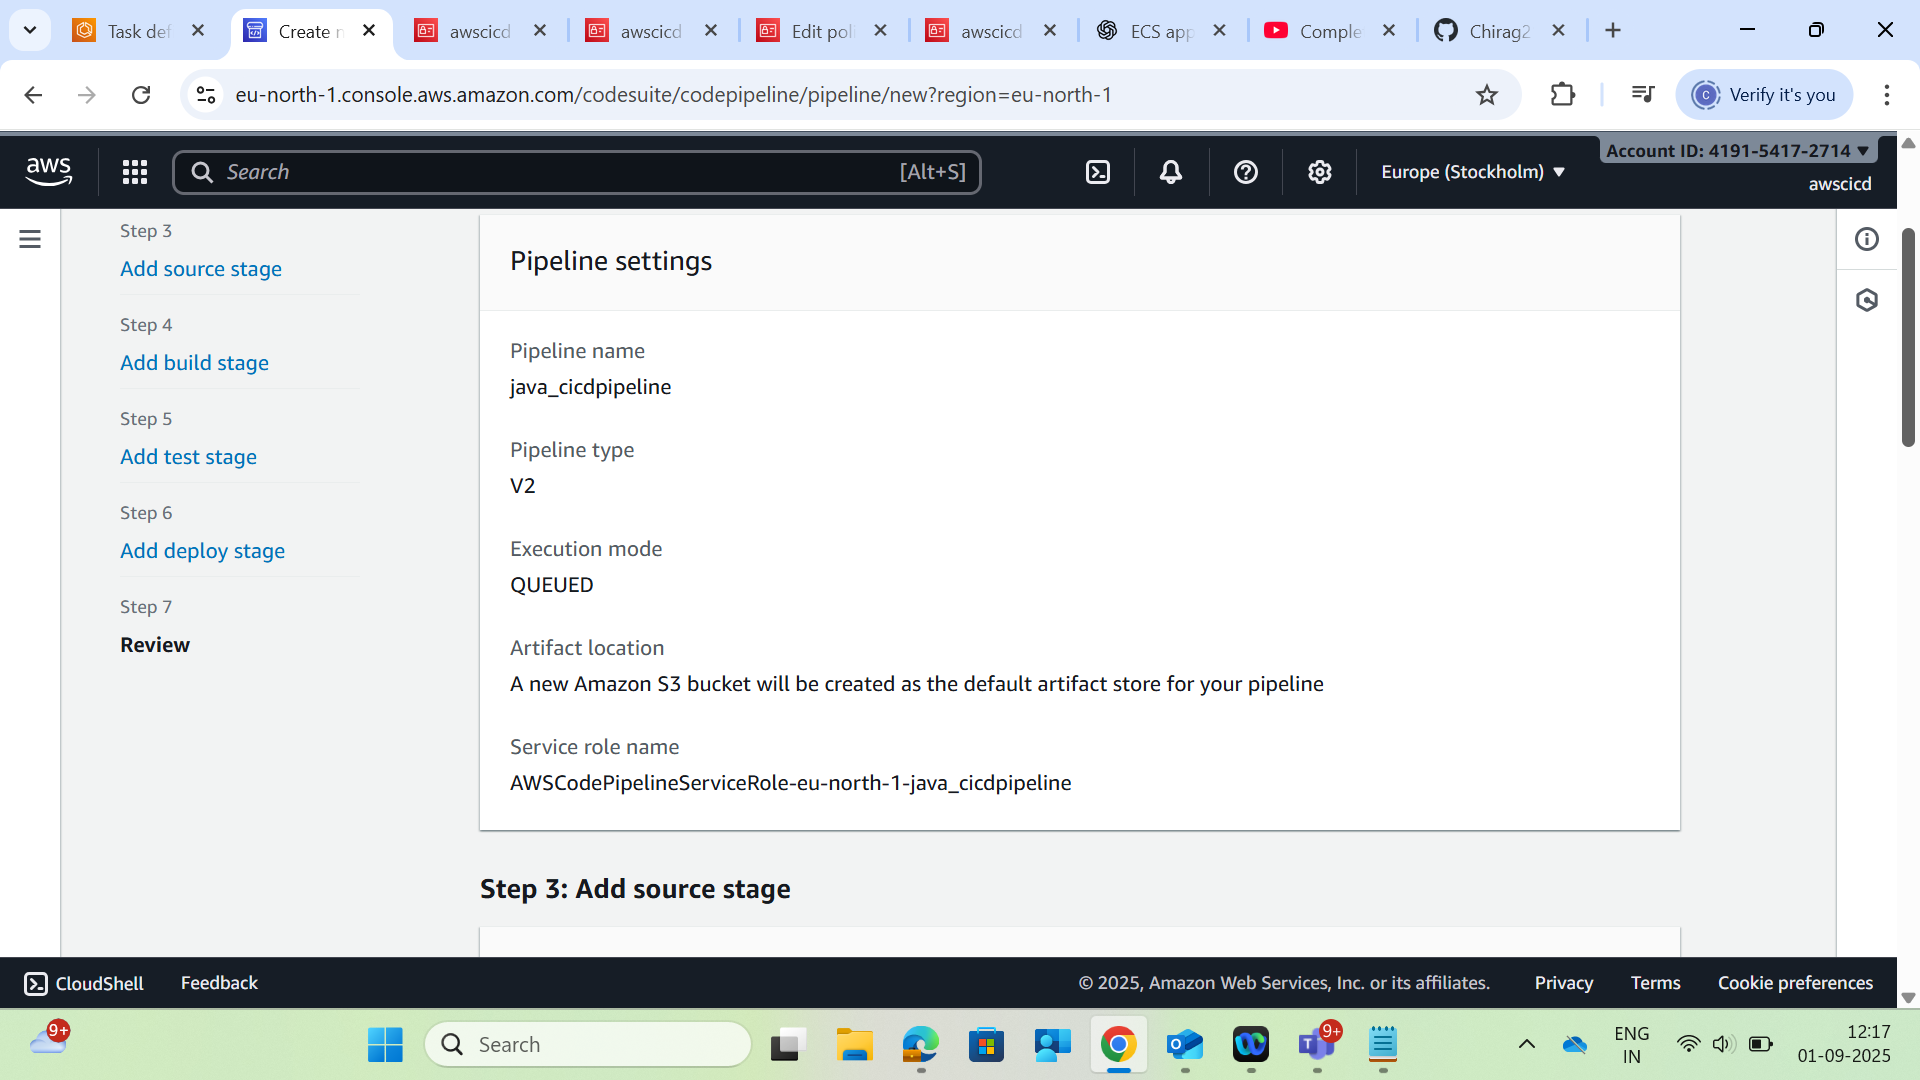 Task def
Create n
awscicd
awscicd
Edit poli
awscicd
ECS app
Comple
Chirag2
eu-north-1.console.aws.amazon.com/codesuite/codepipeline/pipeline/new?region=eu-north-1
C
Verify it's you
aws
Search
[Alt+S]
Europe (Stockholm)
Account ID: 4191-5417-2714
awscicd
Step 3
Add source stage
Step 4
Add build stage
Step 5
Add test stage
Step 6
Add deploy stage
Step 7
Review
Pipeline settings
Pipeline name
java_cicdpipeline
Pipeline type
V2
Execution mode
QUEUED
Artifact location
A new Amazon S3 bucket will be created as the default artifact store for your pipeline
Service role name
AWSCodePipelineServiceRole-eu-north-1-java_cicdpipeline
Step 3: Add source stage
CloudShell
Feedback
© 2025, Amazon Web Services, Inc. or its affiliates.
Privacy
Terms
Cookie preferences
9+
Search
9+
ENG
IN
12:17
01-09-2025